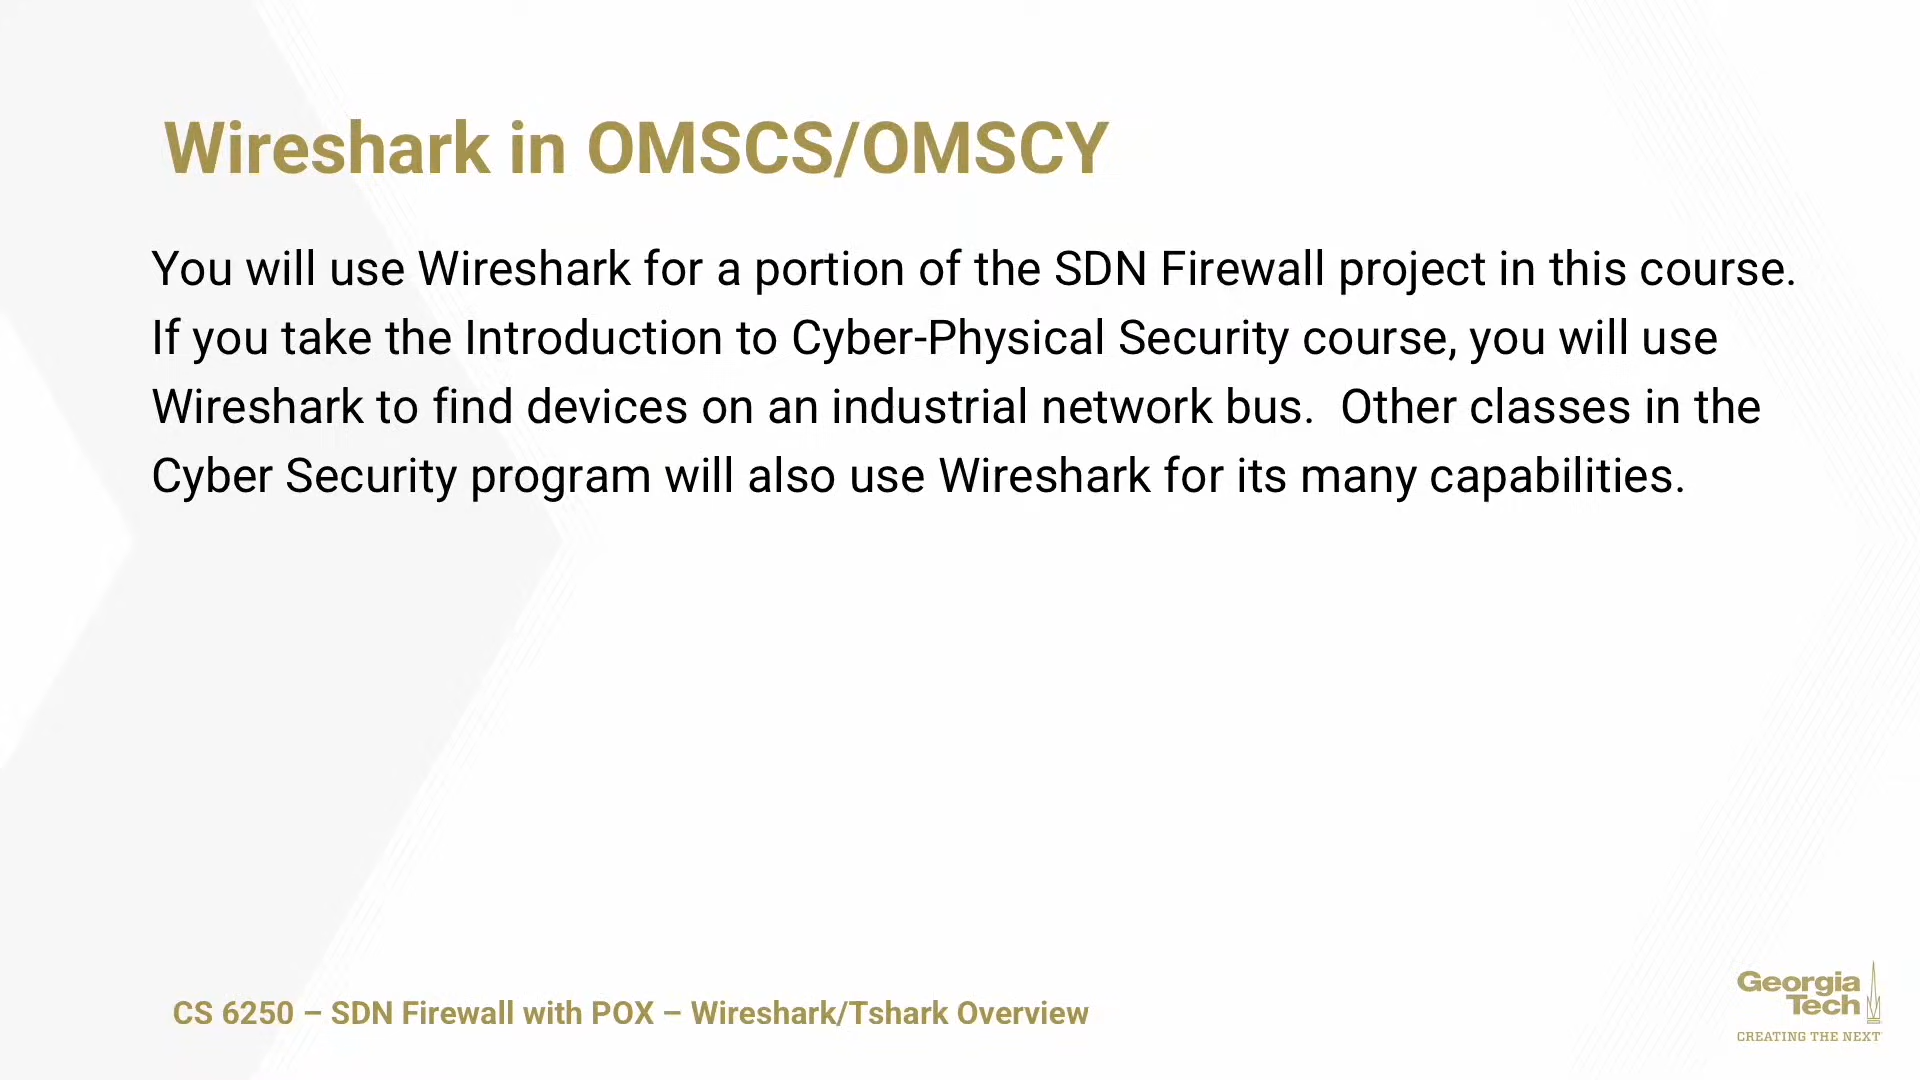 Wireshark in OMSCS/OMSCY
You will use Wireshark for a portion of the SDN Firewall project in this course.
If you take the Introduction to Cyber-Physical Security course, you will use
Wireshark to find devices on an industrial network bus.  Other classes in the
Cyber Security program will also use Wireshark for its many capabilities.
CS 6250 – SDN Firewall with POX – Wireshark/Tshark Overview
Georgia
Tech
CREATING THE NEXT